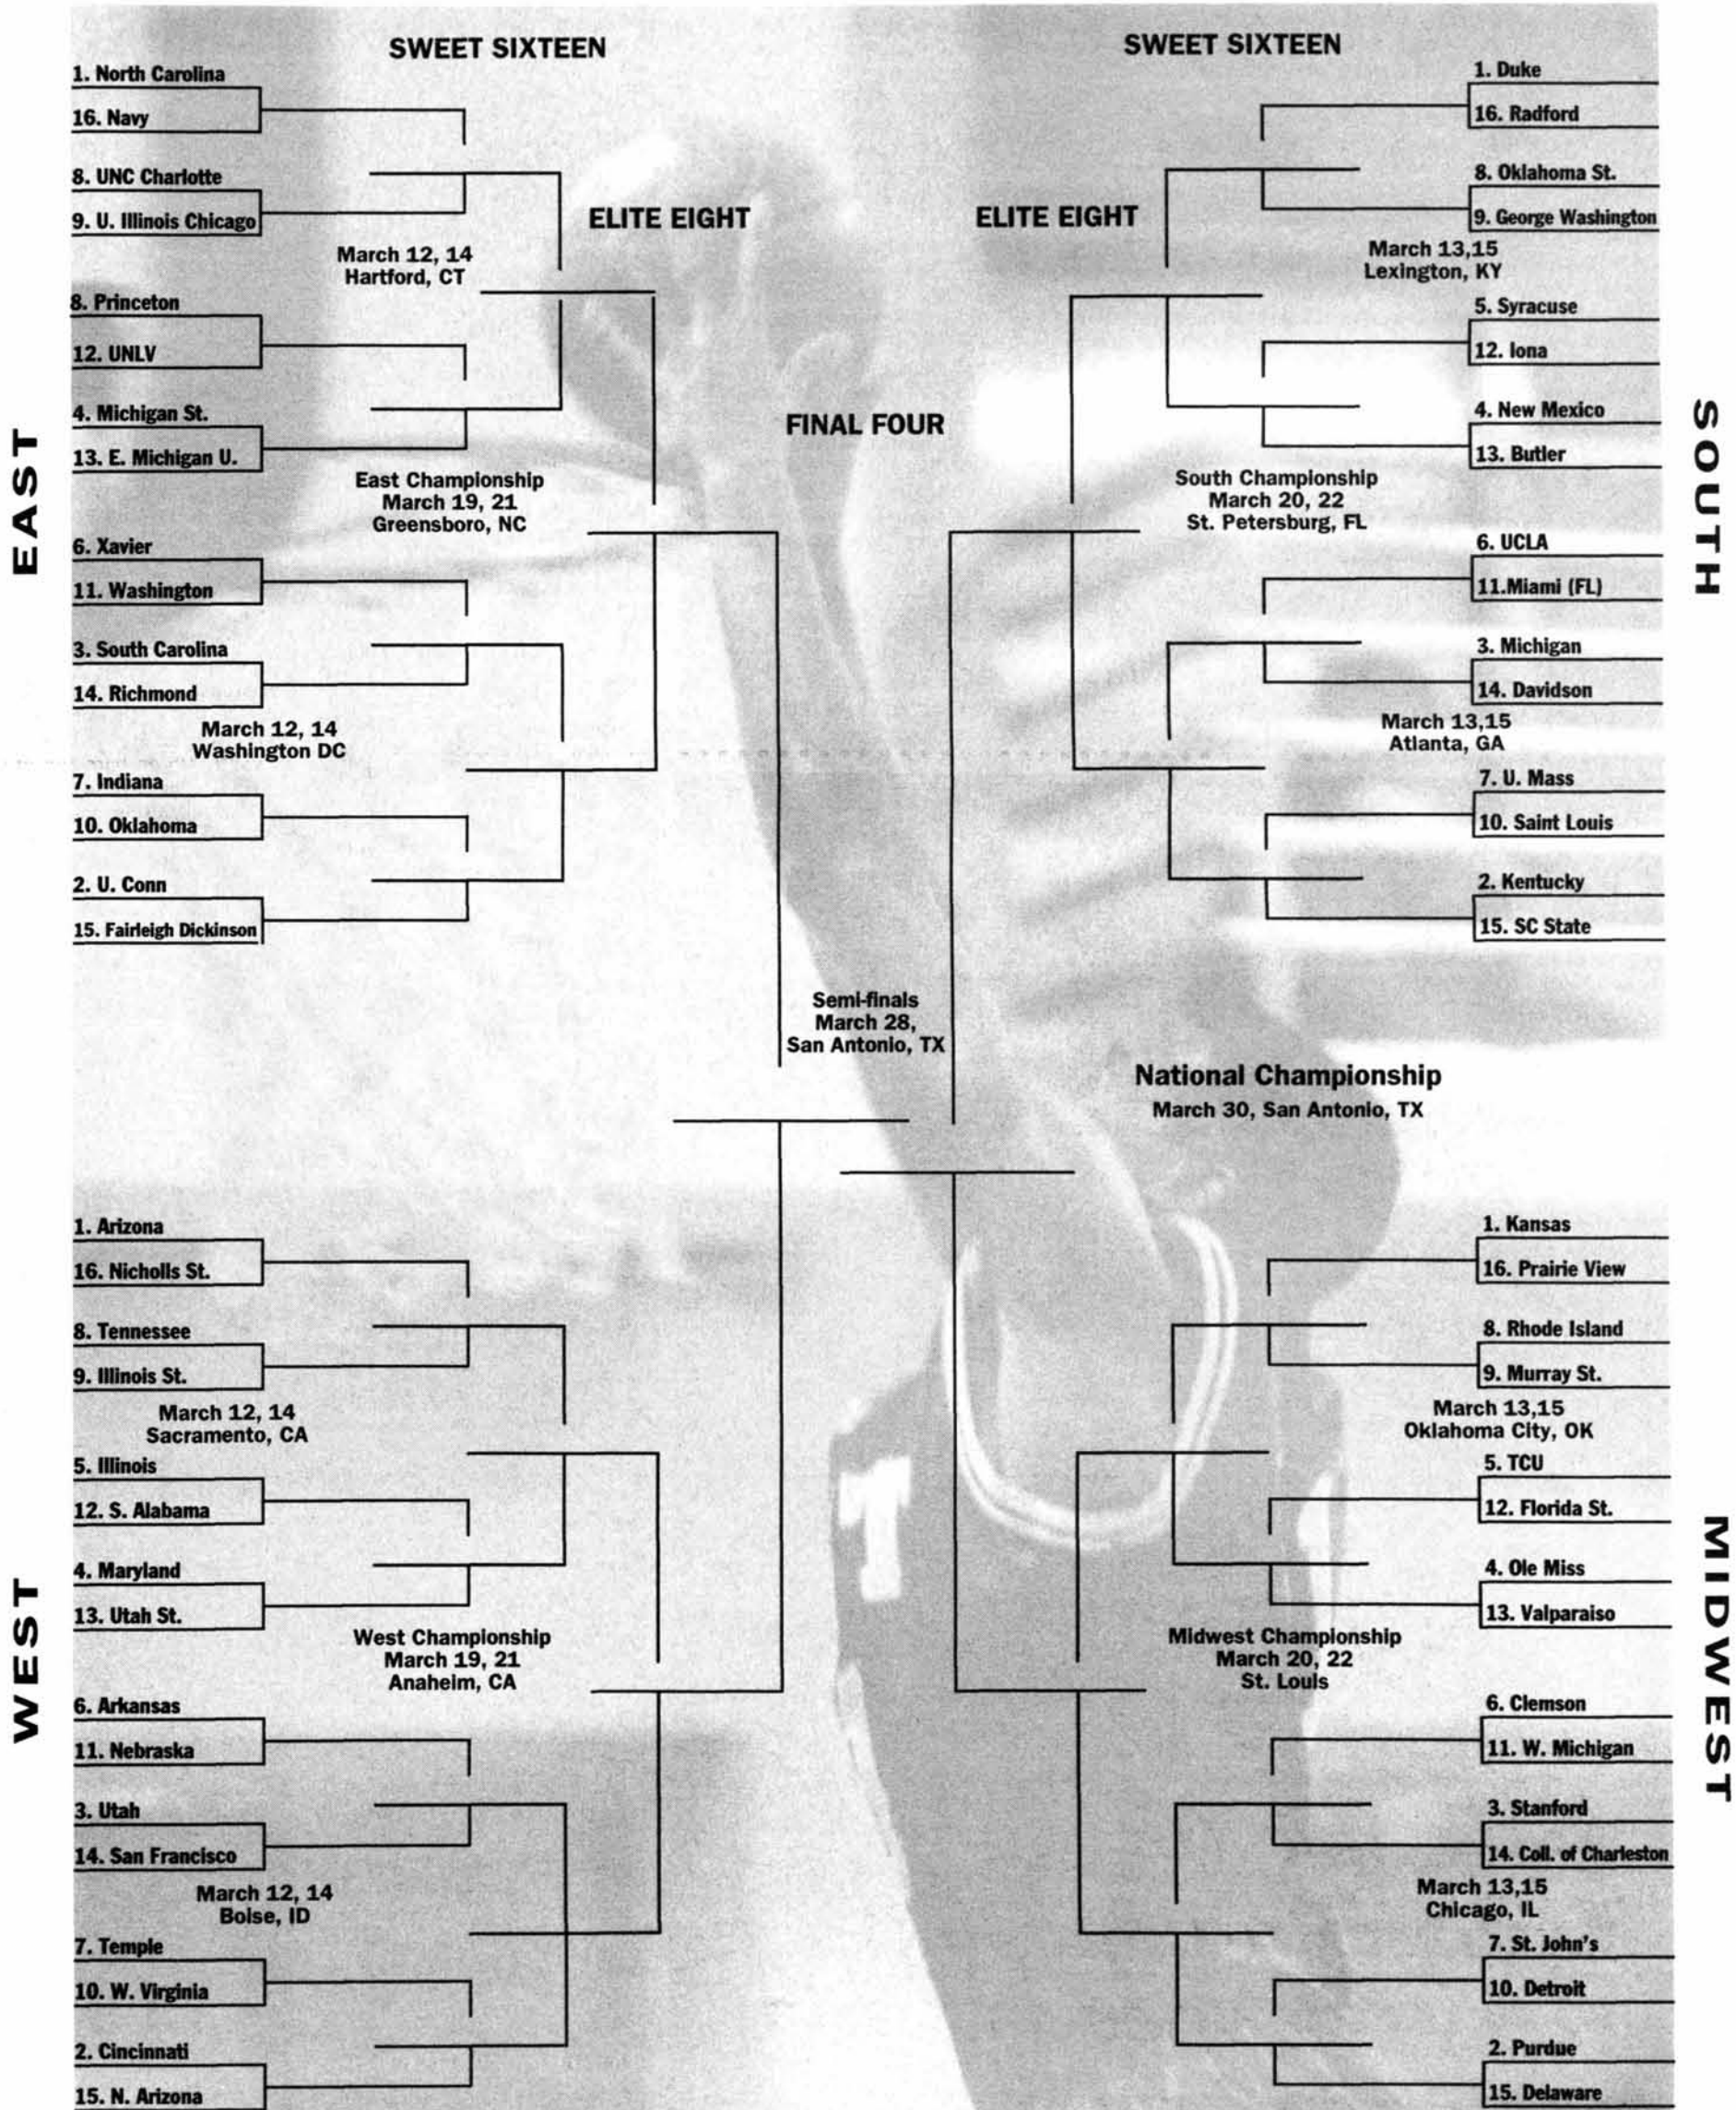 SWEET SIXTEEN
1. North Carolina
16. Navy
8. UNC Charlotte
9. U. Illinois Chicago
ELITE EIGHT
March 12, 14
Hartford, CT
8. Princeton
12. UNLV
4. Michigan St.
13. E. Michigan U.
EAST
East Championship
March 19, 21
Greensboro, NC
6. Xavier
11. Washington
3. South Carolina
14. Richmond
March 12, 14
Washington DC
7. Indiana
10. Oklahoma
2. U. Conn
15. Fairleigh Dickinson
SWEET SIXTEEN
1. Duke
16. Radford
8. Oklahoma St.
9. George Washington
ELITE EIGHT
March 13,15
Lexington, KY
5. Syracuse
12. Iona
4. New Mexico
13. Butler
FINAL FOUR
SOUTH
South Championship
March 20, 22
St. Petersburg, FL
6. UCLA
11.Miami (FL)
3. Michigan
14. Davidson
March 13,15
Atlanta, GA
7. U. Mass
10. Saint Louis
2. Kentucky
15. SC State
Semi-finals
March 28,
San Antonio, TX
National Championship
March 30, San Antonio, TX
1. Arizona
16. Nicholls St.
8. Tennessee
9. Illinois St.
March 12, 14
Sacramento, CA
5. Illinois
12. S. Alabama
4. Maryland
13. Utah St.
WEST
West Championship
March 19, 21
Anaheim, CA
6. Arkansas
11. Nebraska
3. Utah
14. San Francisco
March 12, 14
Boise, ID
7. Temple
10. W. Virginia
2. Cincinnati
15. N. Arizona
1. Kansas
16. Prairie View
8. Rhode Island
9. Murray St.
March 13,15
Oklahoma City, OK
5. TCU
12. Florida St.
4. Ole Miss
13. Valparaiso
MIDWEST
Midwest Championship
March 20, 22
St. Louis
6. Clemson
11. W. Michigan
3. Stanford
14. Coll. of Charleston
March 13,15
Chicago, IL
7. St. John's
10. Detroit
2. Purdue
15. Delaware